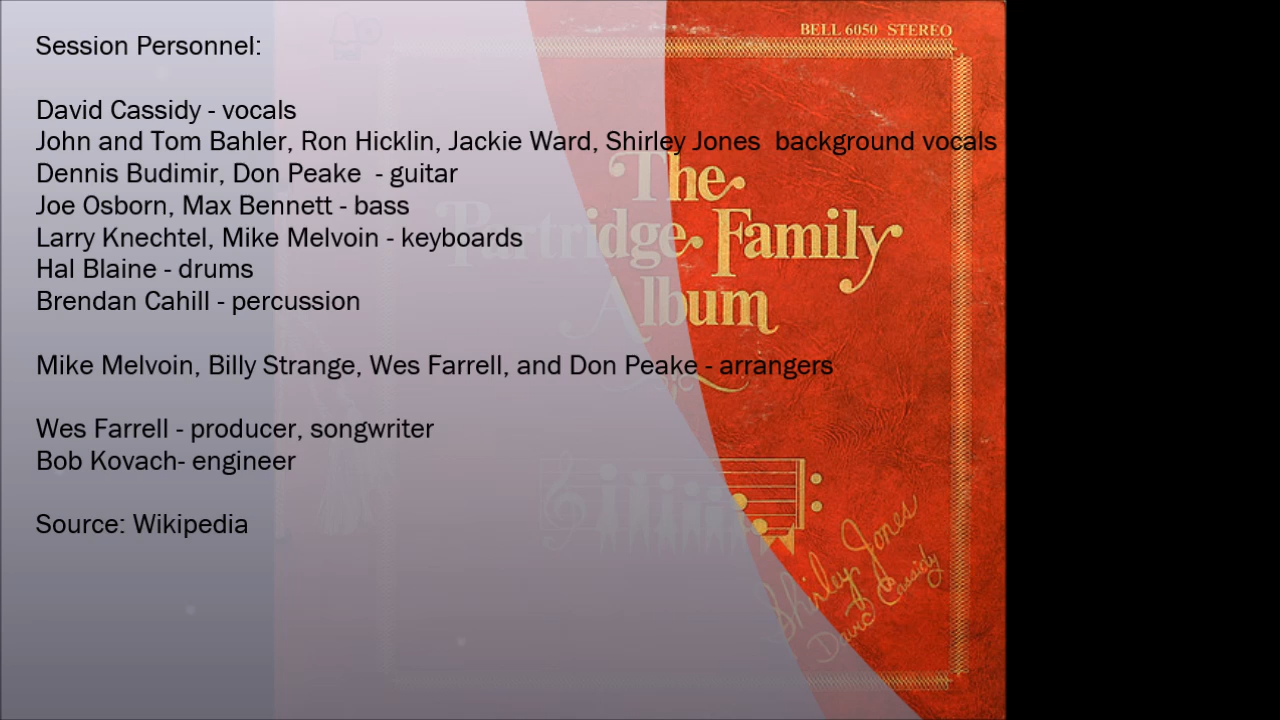 Session Personnel:
David Cassidy - vocals
John and Tom Bahler, Ron Hicklin, Jackie Ward, Shirley Jones  background vocals
Dennis Budimir, Don Peake  - guitar
Joe Osborn, Max Bennett - bass
Larry Knechtel, Mike Melvoin - keyboards
Hal Blaine - drums
Brendan Cahill - percussion
Mike Melvoin, Billy Strange, Wes Farrell, and Don Peake - arrangers
Wes Farrell - producer, songwriter
Bob Kovach- engineer
Source: Wikipedia
BELL 6050 STEREO
The
Partridge Family
Album
Shirley Jones
David Cassidy